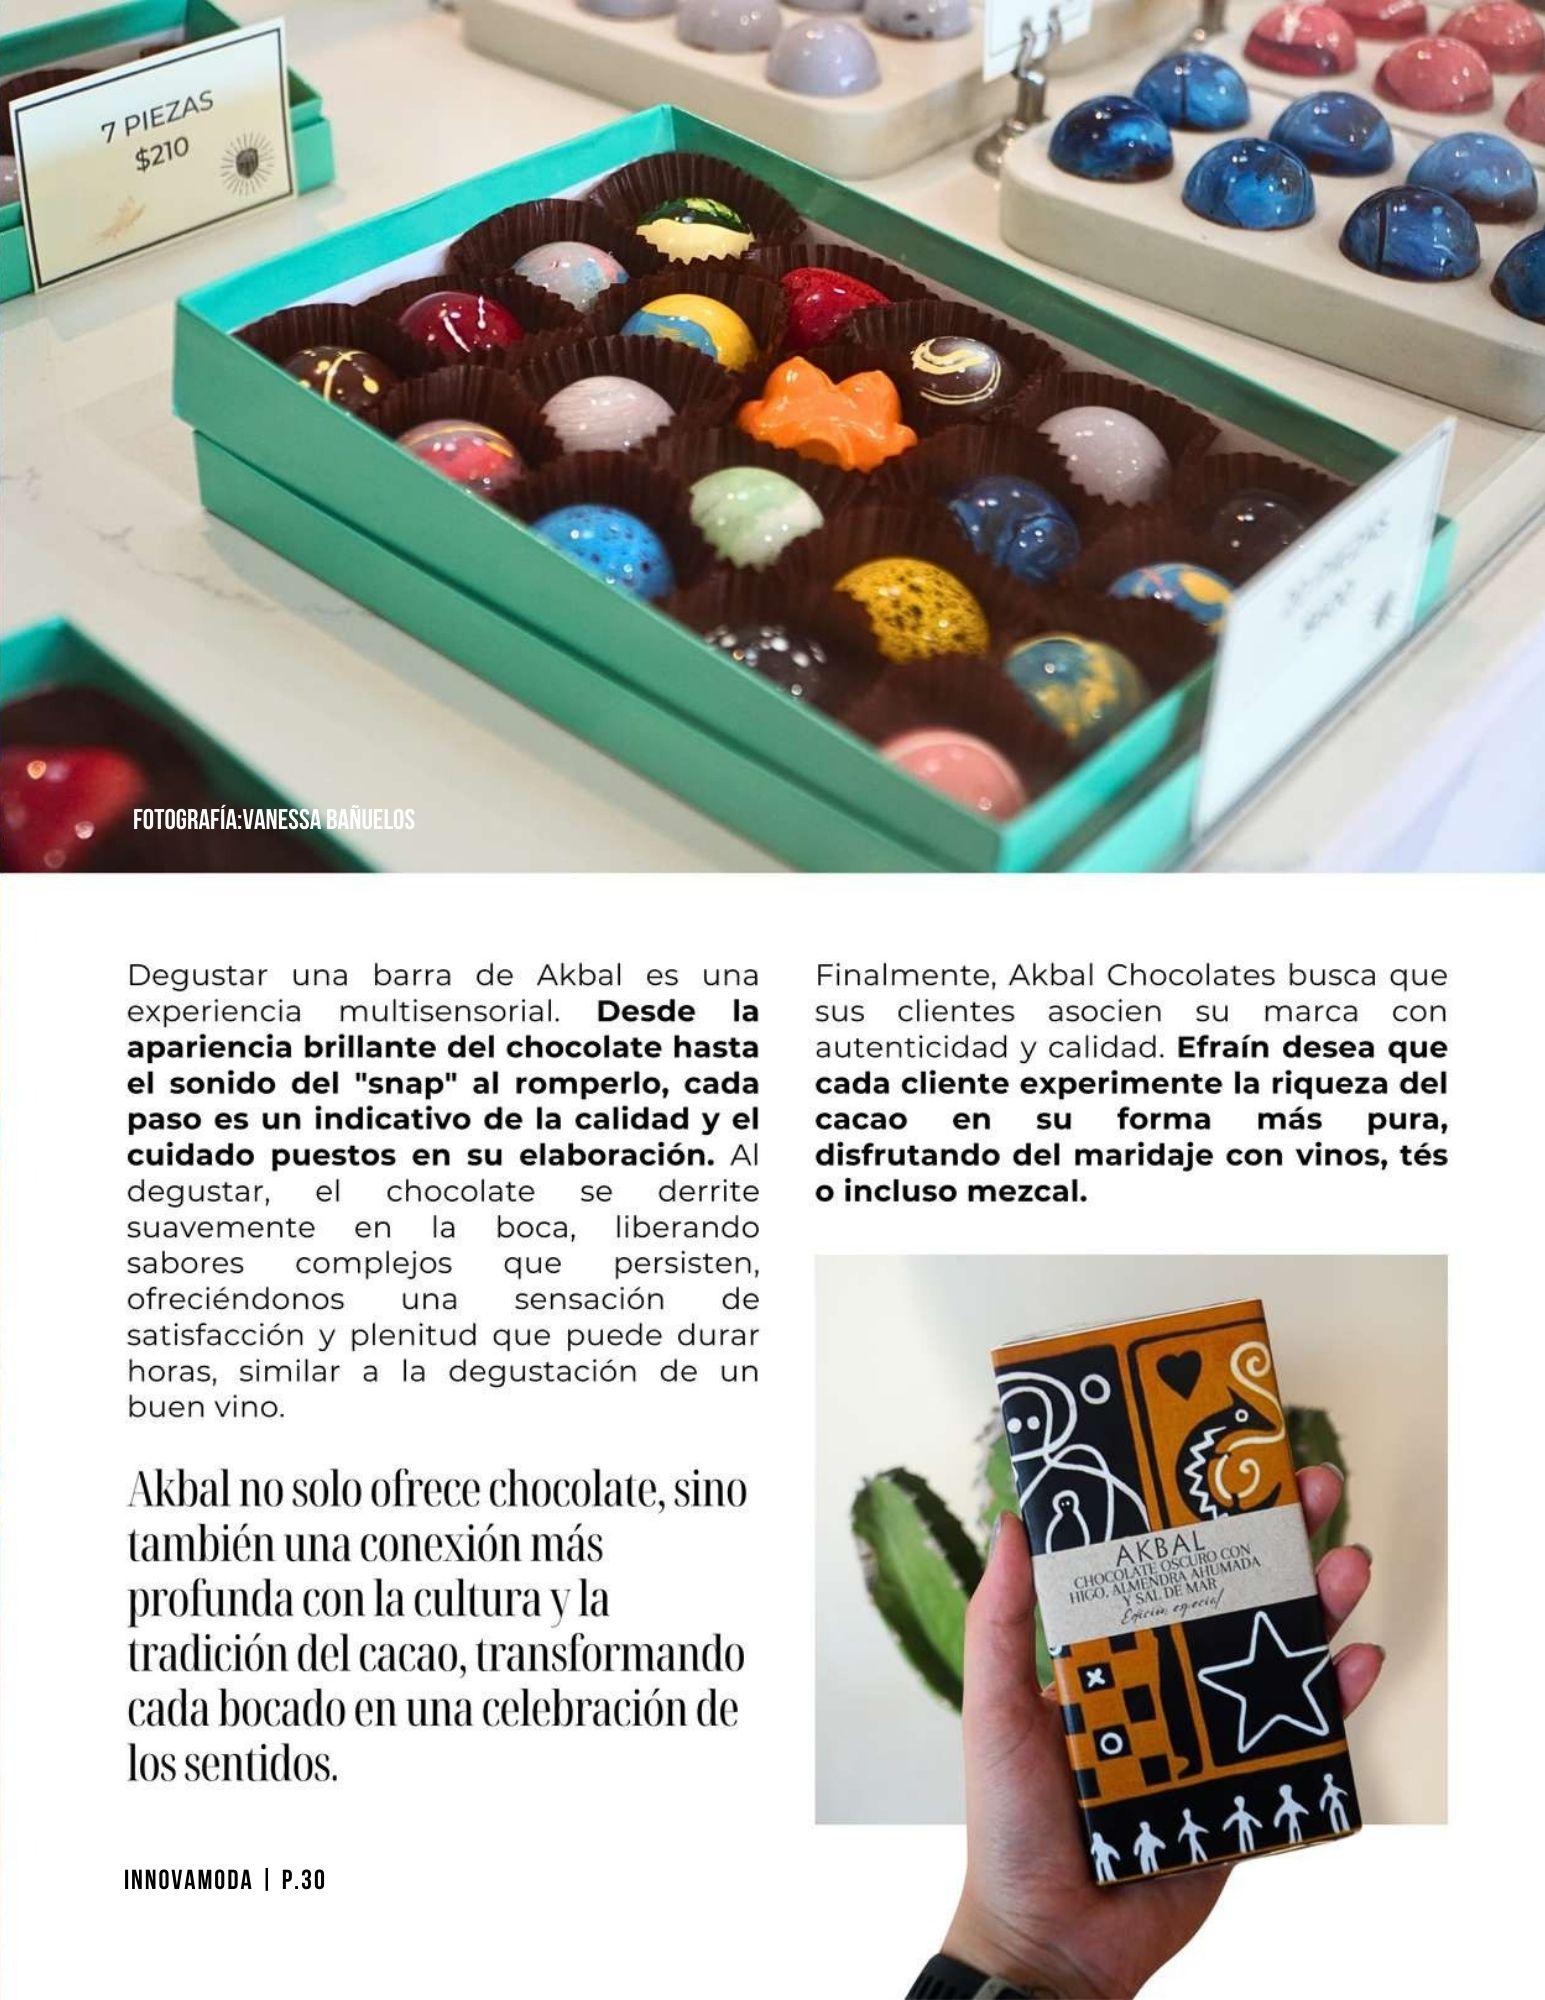 7 PIEZAS
$210
FOTOGRAFÍA:VANESSA BAÑUELOS
Degustar una barra de Akbal es una
experiencia multisensorial. Desde la
apariencia brillante del chocolate hasta
el sonido del "snap" al romperlo, cada
paso es un indicativo de la calidad y el
cuidado puestos en su elaboración. Al
degustar, el chocolate se derrite
suavemente en la boca, liberando
sabores complejos que persisten,
ofreciéndonos una sensación de
satisfacción y plenitud que puede durar
horas, similar a la degustación de un
buen vino.
Akbal no solo ofrece chocolate, sino
también una conexión más
profunda con la cultura y la
tradición del cacao, transformando
cada bocado en una celebración de
los sentidos.
Finalmente, Akbal Chocolates busca que
sus clientes asocien su marca con
autenticidad y calidad. Efraín desea que
cada cliente experimente la riqueza del
cacao en su forma más pura,
disfrutando del maridaje con vinos, tés
o incluso mezcal.
AKBAL
CHOCOLATE OSCURO CON
HIGO, ALMENDRA AHUMADA
Y SAL DE MAR
Edición especial
INNOVAMODA | P.30